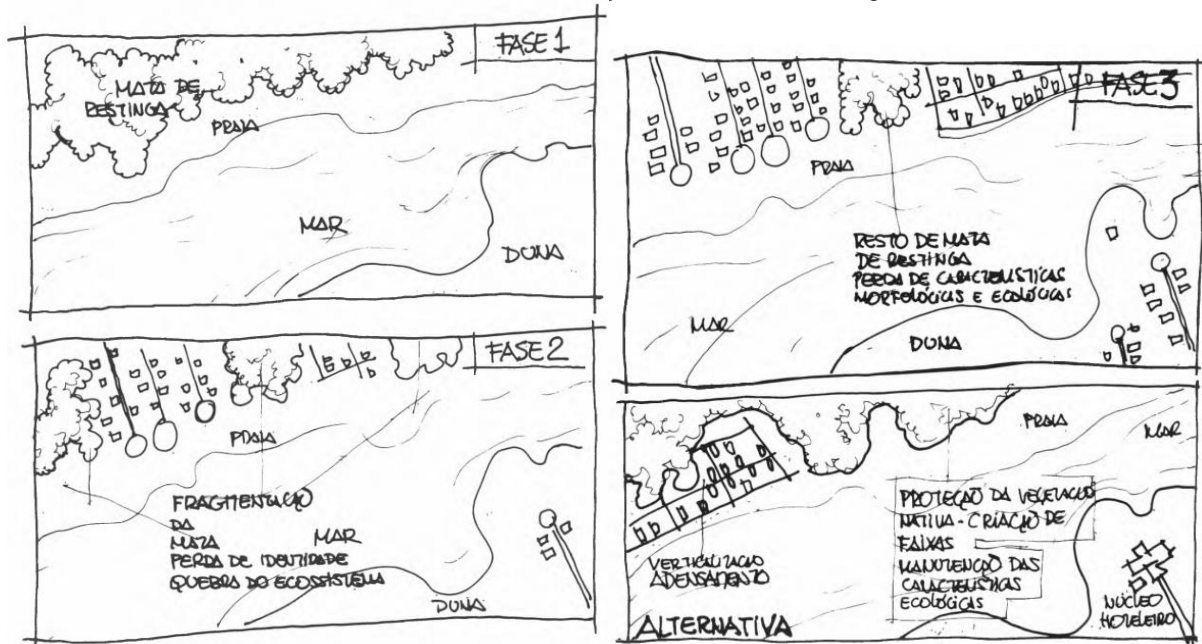 FASE 1
MATA DE
RESTINGA
PRAIA
MAR
DUNA
FASE 2
PRAIA
FRAGMENTAÇÃO
DA
MATA
PERDA DE IDENTIDADE
QUEBRA DO ECOSSISTEMA
MAR
DUNA
FASE 3
PRAIA
RESTO DE MATA
DE RESTINGA
PERDA DE CARACTERÍSTICAS
MORFOLÓGICAS E ECOLÓGICAS
MAR
DUNA
PRAIA
MAR
PROTEÇÃO DA VEGETACAO
NATIVA - CRIAÇÃO DE
FAIXAS
MANUTENÇÃO DAS
CARACTERÍSTICAS
ECOLÓGICAS
VERTICALIZACAO
ADENSAMENTO
NÚCLEO
HOTELEIRO
ALTERNATIVA